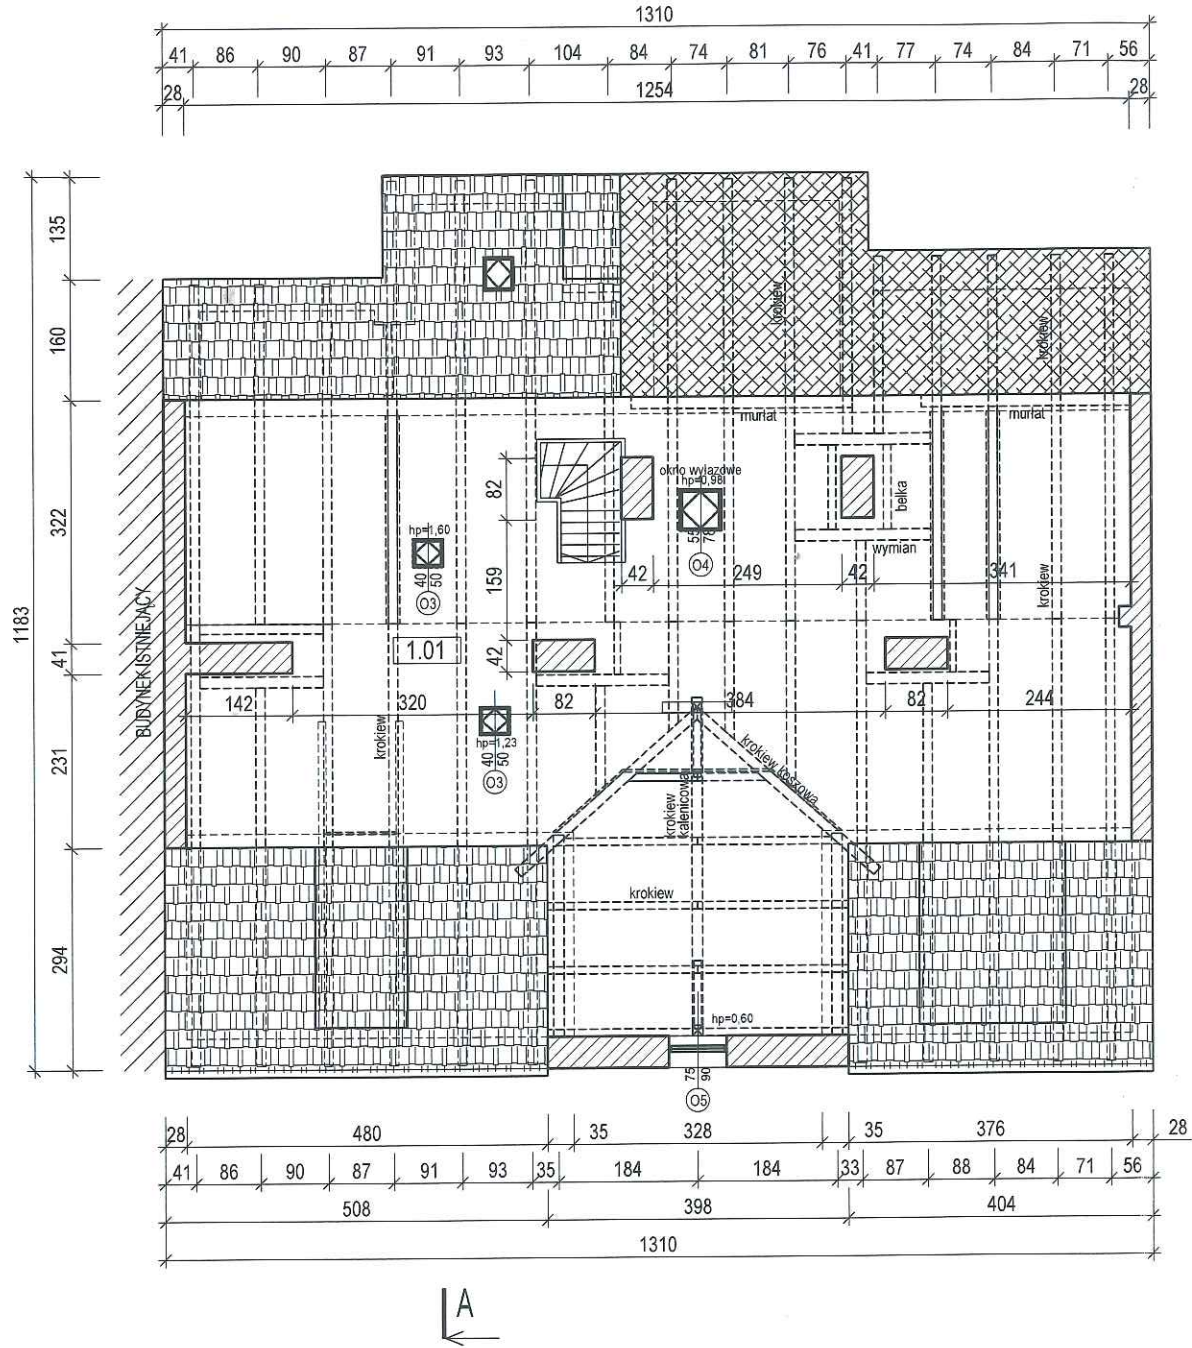 1310
41 86 90 87 91 93 104 84 74 81 76 41 77 74 84 71 56
28 1254 28
1183
135
160
322
41
231
294
BUDYNEK ISTNIEJĄCY
krokiew
krokiew
murłat
murłat
82
okno wyłazowe
hp=0,98
55
78
O4
belka
wymian
hp=1,60
40
50
O3
159
42 249 42 341
krokiew
1.01
42
142 320 82 384 82 244
krokiew
hp=1,23
40
50
O3
krokiew koszowa
krokiew
kalenicowa
krokiew
hp=0,60
75
90
O5
28 480 35 328 35 376 28
41 86 90 87 91 93 35 184 184 33 87 88 84 71 56
508 398 404
1310
A